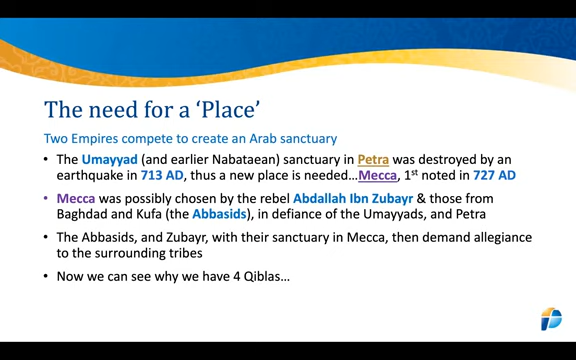 The need for a ‘Place’
Two Empires compete to create an Arab sanctuary
• The Umayyad (and earlier Nabataean) sanctuary in Petra was destroyed by an
earthquake in 713 AD, thus a new place is needed…Mecca, 1st noted in 727 AD
• Mecca was possibly chosen by the rebel Abdallah Ibn Zubayr & those from
Baghdad and Kufa (the Abbasids), in defiance of the Umayyads, and Petra
• The Abbasids, and Zubayr, with their sanctuary in Mecca, then demand allegiance
to the surrounding tribes
• Now we can see why we have 4 Qiblas…